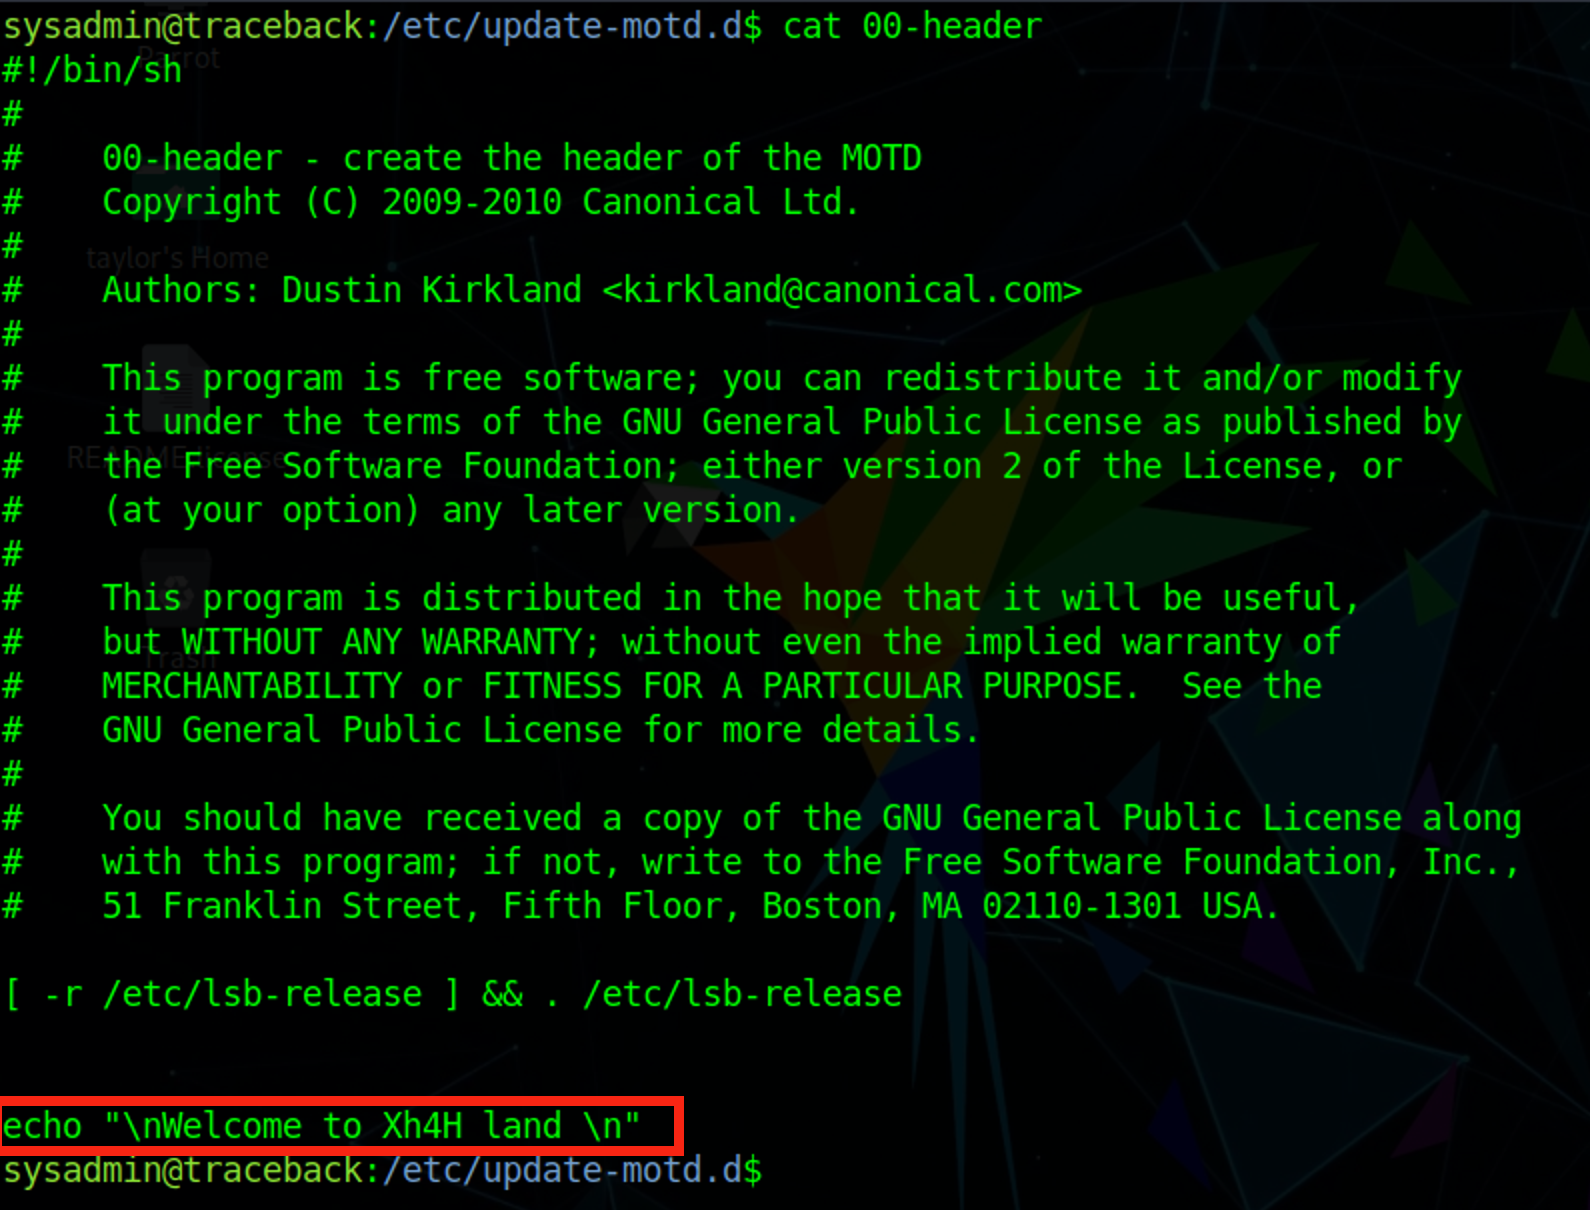 sysadmin@traceback:/etc/update-motd.d$ cat 00-header
#!/bin/sh
#
#    00-header - create the header of the MOTD
#    Copyright (C) 2009-2010 Canonical Ltd.
#
#    Authors: Dustin Kirkland <kirkland@canonical.com>
#
#    This program is free software; you can redistribute it and/or modify
#    it under the terms of the GNU General Public License as published by
#    the Free Software Foundation; either version 2 of the License, or
#    (at your option) any later version.
#
#    This program is distributed in the hope that it will be useful,
#    but WITHOUT ANY WARRANTY; without even the implied warranty of
#    MERCHANTABILITY or FITNESS FOR A PARTICULAR PURPOSE.  See the
#    GNU General Public License for more details.
#
#    You should have received a copy of the GNU General Public License along
#    with this program; if not, write to the Free Software Foundation, Inc.,
#    51 Franklin Street, Fifth Floor, Boston, MA 02110-1301 USA.

[ -r /etc/lsb-release ] && . /etc/lsb-release


echo "\nWelcome to Xh4H land \n"
sysadmin@traceback:/etc/update-motd.d$
Parrot
taylor's Home
Trash